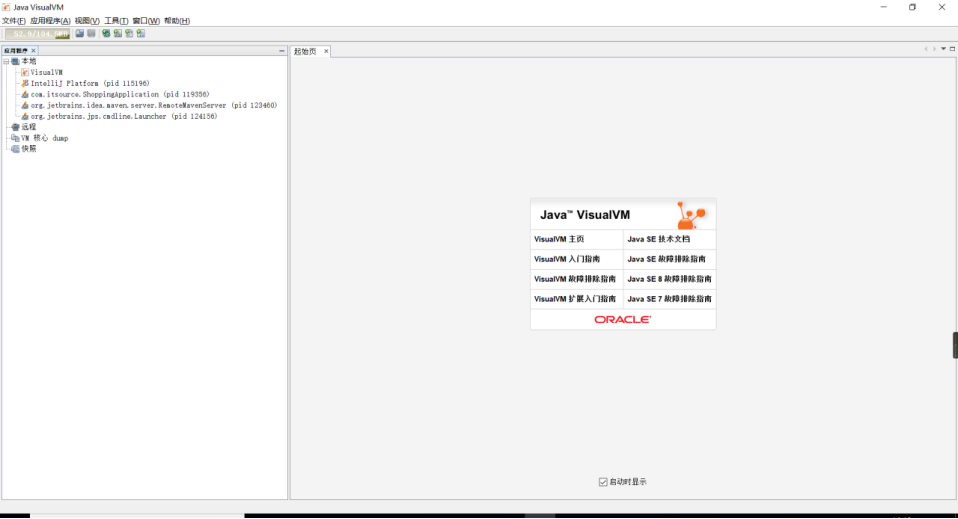 Java VisualVM
文件(F) 应用程序(A) 视图(V) 工具(T) 窗口(W) 帮助(H)
应用程序 ×
起始页 ×
本地
VisualVM
IntelliJ Platform (pid 115196)
com.itsource.ShoppingApplication (pid 119356)
org.jetbrains.idea.maven.server.RemoteMavenServer (pid 123460)
org.jetbrains.jps.cmdline.Launcher (pid 124156)
远程
VM 核心 dump
快照
Java™ VisualVM
VisualVM 主页 Java SE 技术文档
VisualVM 入门指南 Java SE 故障排除指南
VisualVM 故障排除指南 Java SE 8 故障排除指南
VisualVM 扩展入门指南 Java SE 7 故障排除指南
ORACLE
启动时显示